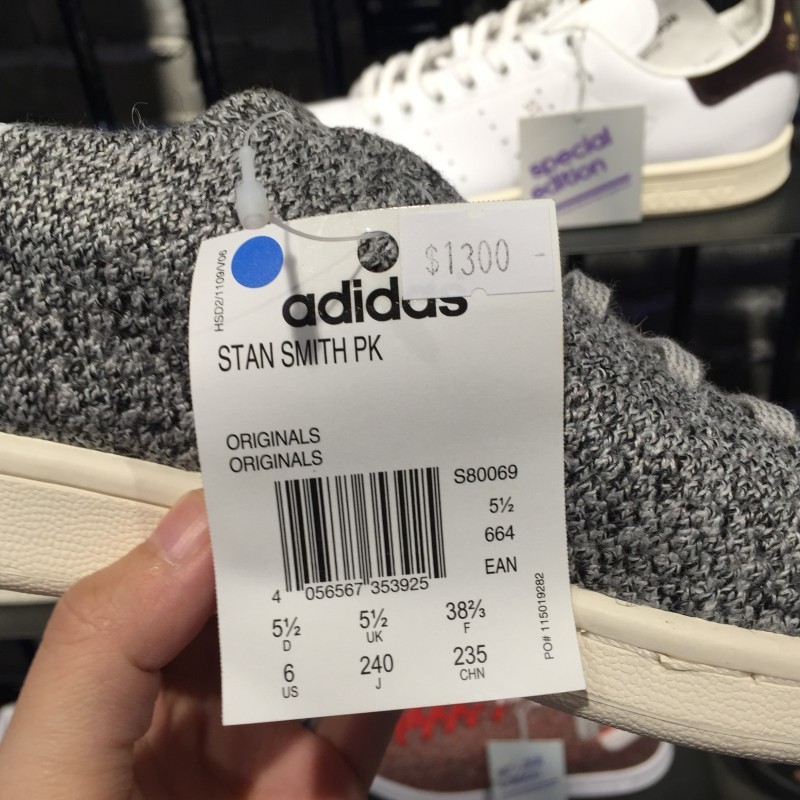 special
edition
$1300
HSD2/1109/V06
adidas
STAN SMITH PK
ORIGINALS
ORIGINALS
S80069
5½
664
EAN
4 056567 353925
5½ 5½ 38⅔
D UK F
6 240 235
US J CHN
PO# 115019282